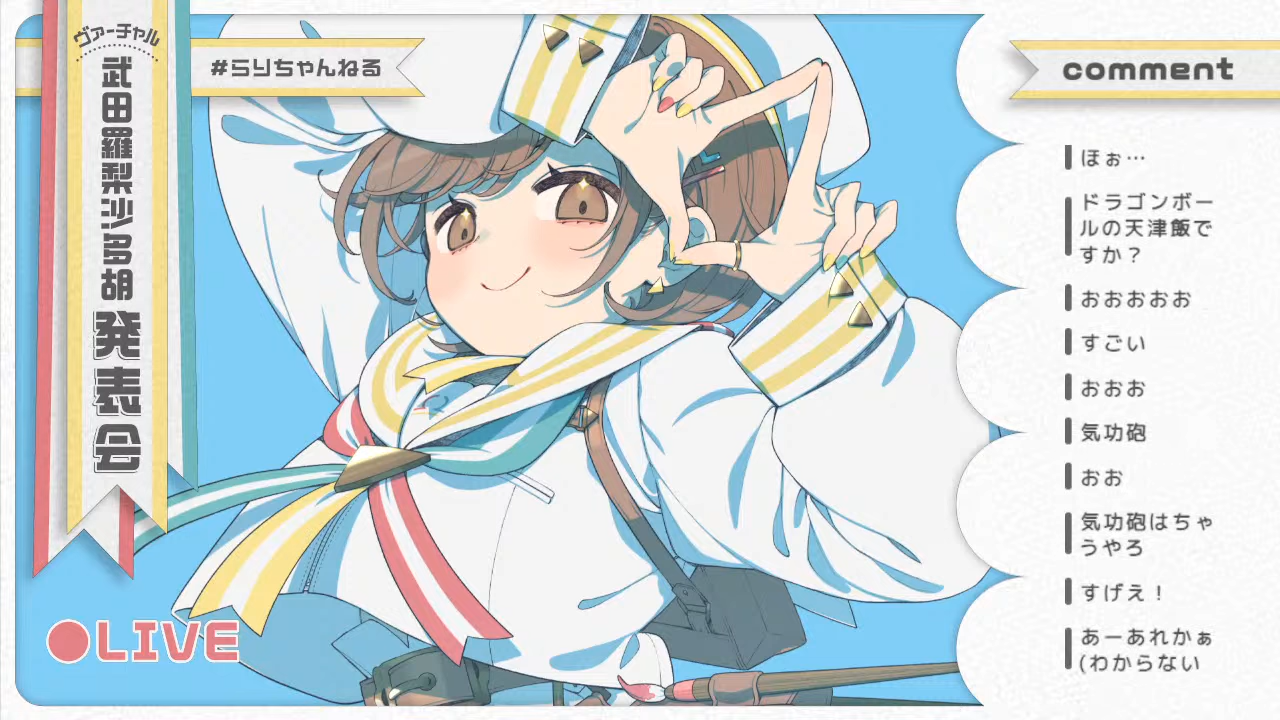 ヴァーチャル
武田羅梨沙多胡
発表会
#らりちゃんねる
LIVE
comment
ほぉ…
ドラゴンボー
ルの天津飯で
すか？
おおおおお
すごい
おおお
気功砲
おお
気功砲はちゃ
うやろ
すげえ！
あーあれかぁ
(わからない